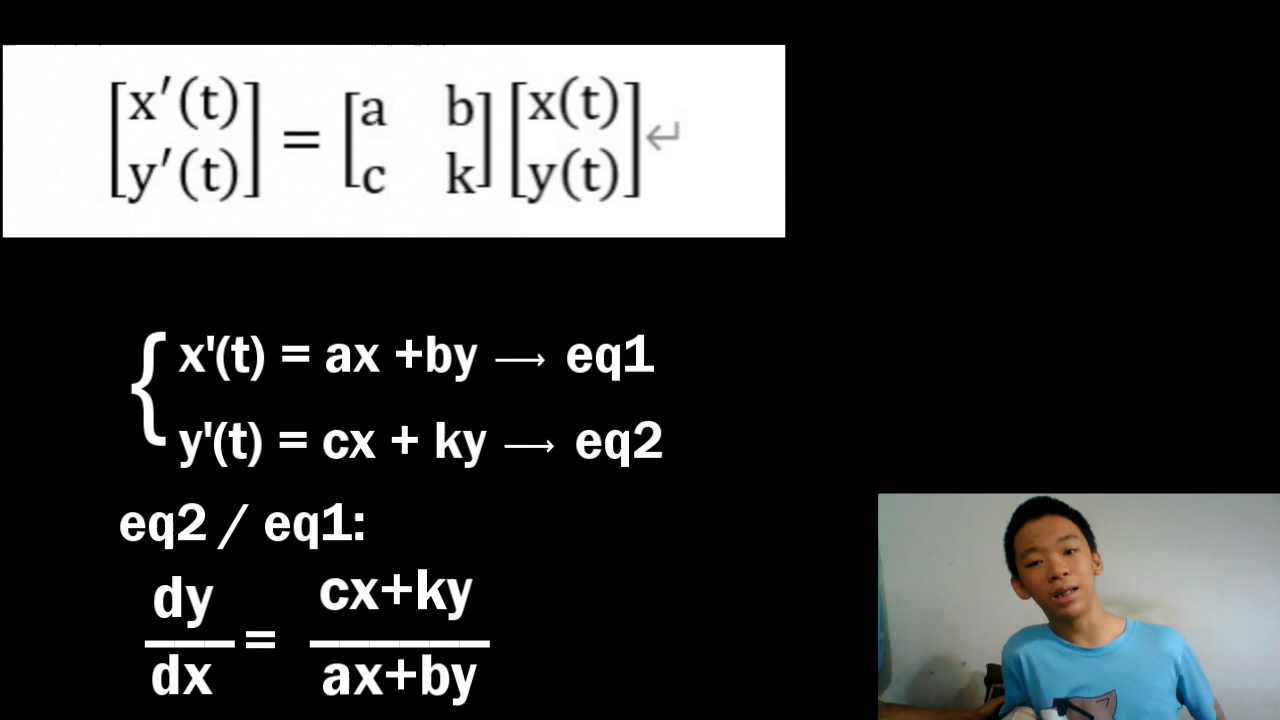 [x′(t)] = [a b] [x(t)]↵
[y′(t)] [c k] [y(t)]
{ x'(t) = ax +by ⟶ eq1
y'(t) = cx + ky ⟶ eq2
eq2 / eq1:
dy = cx+ky
dx ax+by